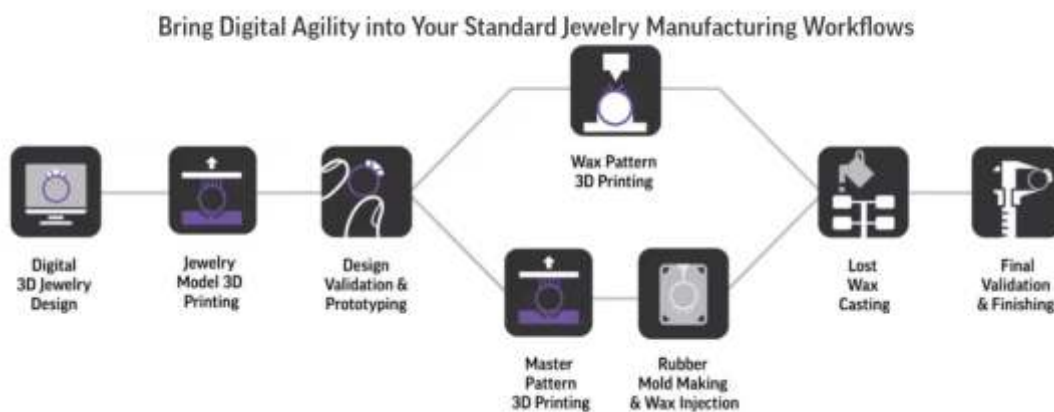 Bring Digital Agility into Your Standard Jewelry Manufacturing Workflows
Wax Pattern
3D Printing
Digital
3D Jewelry
Design
Jewelry
Model 3D
Printing
Design
Validation &
Prototyping
Master
Pattern
3D Printing
Rubber
Mold Making
& Wax Injection
Lost
Wax
Casting
Final
Validation
& Finishing